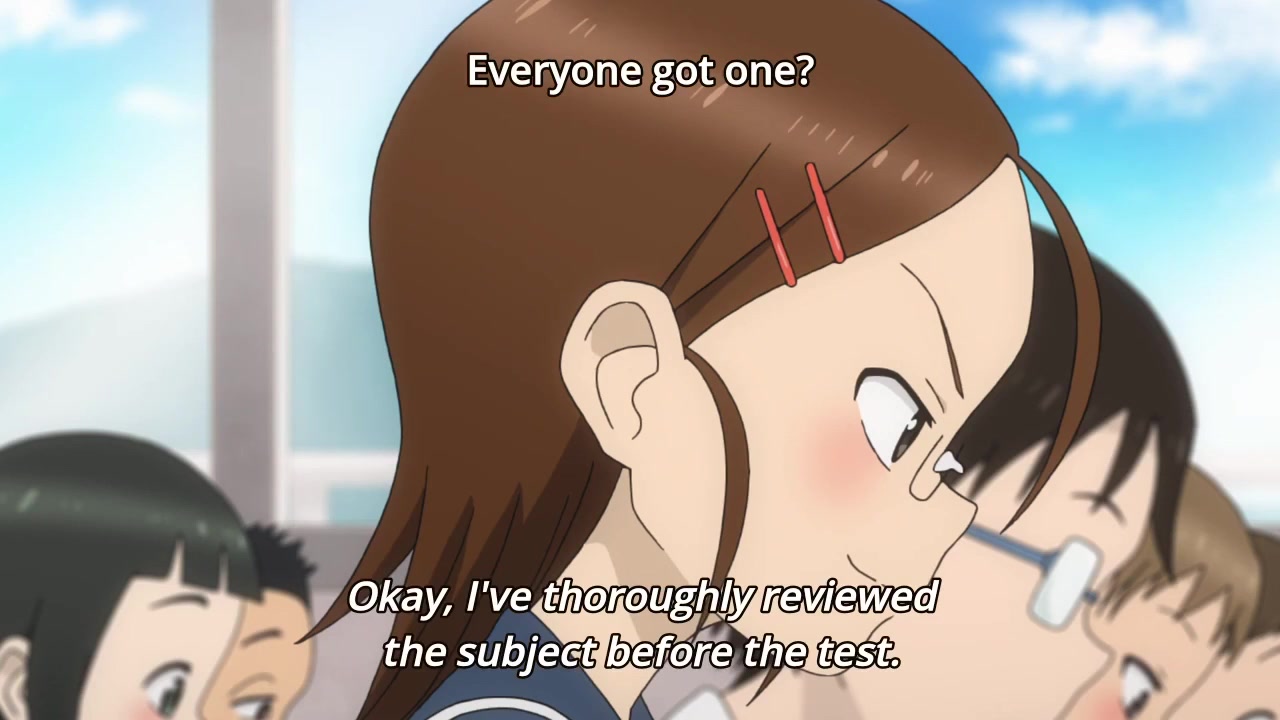 Everyone got one?
Okay, I've thoroughly reviewed
the subject before the test.